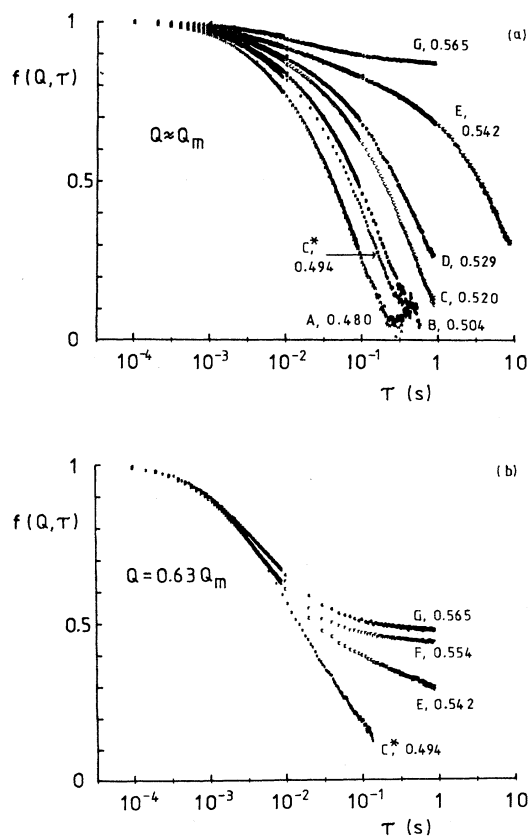 (a)
1
f(Q,τ)
Q≈Qm
0.5
0
G, 0.565
E,
0.542
C,*
0.494
D, 0.529
C, 0.520
A, 0.480
B, 0.504
10⁻⁴ 10⁻³ 10⁻² 10⁻¹ 1 10
τ (s)
(b)
1
f(Q,τ)
Q=0.63Qm
0.5
0
G, 0.565
F, 0.554
E, 0.542
C,* 0.494
10⁻⁴ 10⁻³ 10⁻² 10⁻¹ 1 10
τ (s)